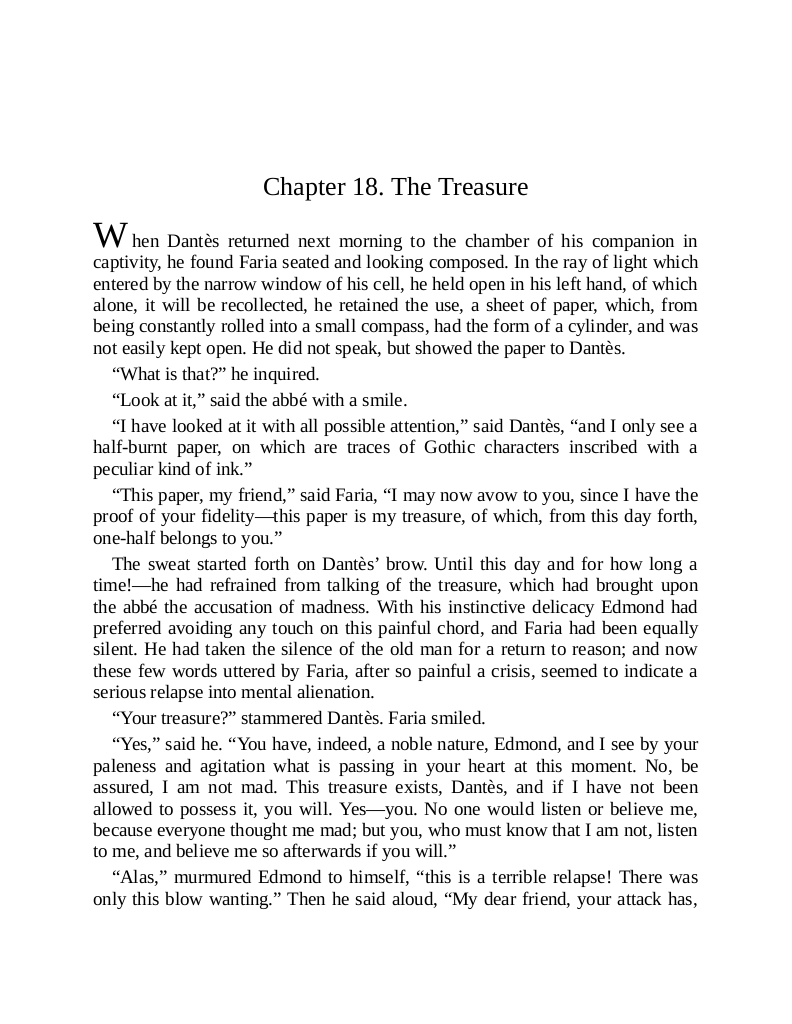 Chapter 18. The Treasure
When Dantès returned next morning to the chamber of his companion in
captivity, he found Faria seated and looking composed. In the ray of light which
entered by the narrow window of his cell, he held open in his left hand, of which
alone, it will be recollected, he retained the use, a sheet of paper, which, from
being constantly rolled into a small compass, had the form of a cylinder, and was
not easily kept open. He did not speak, but showed the paper to Dantès.
“What is that?” he inquired.
“Look at it,” said the abbé with a smile.
“I have looked at it with all possible attention,” said Dantès, “and I only see a
half-burnt paper, on which are traces of Gothic characters inscribed with a
peculiar kind of ink.”
“This paper, my friend,” said Faria, “I may now avow to you, since I have the
proof of your fidelity—this paper is my treasure, of which, from this day forth,
one-half belongs to you.”
The sweat started forth on Dantès’ brow. Until this day and for how long a
time!—he had refrained from talking of the treasure, which had brought upon
the abbé the accusation of madness. With his instinctive delicacy Edmond had
preferred avoiding any touch on this painful chord, and Faria had been equally
silent. He had taken the silence of the old man for a return to reason; and now
these few words uttered by Faria, after so painful a crisis, seemed to indicate a
serious relapse into mental alienation.
“Your treasure?” stammered Dantès. Faria smiled.
“Yes,” said he. “You have, indeed, a noble nature, Edmond, and I see by your
paleness and agitation what is passing in your heart at this moment. No, be
assured, I am not mad. This treasure exists, Dantès, and if I have not been
allowed to possess it, you will. Yes—you. No one would listen or believe me,
because everyone thought me mad; but you, who must know that I am not, listen
to me, and believe me so afterwards if you will.”
“Alas,” murmured Edmond to himself, “this is a terrible relapse! There was
only this blow wanting.” Then he said aloud, “My dear friend, your attack has,